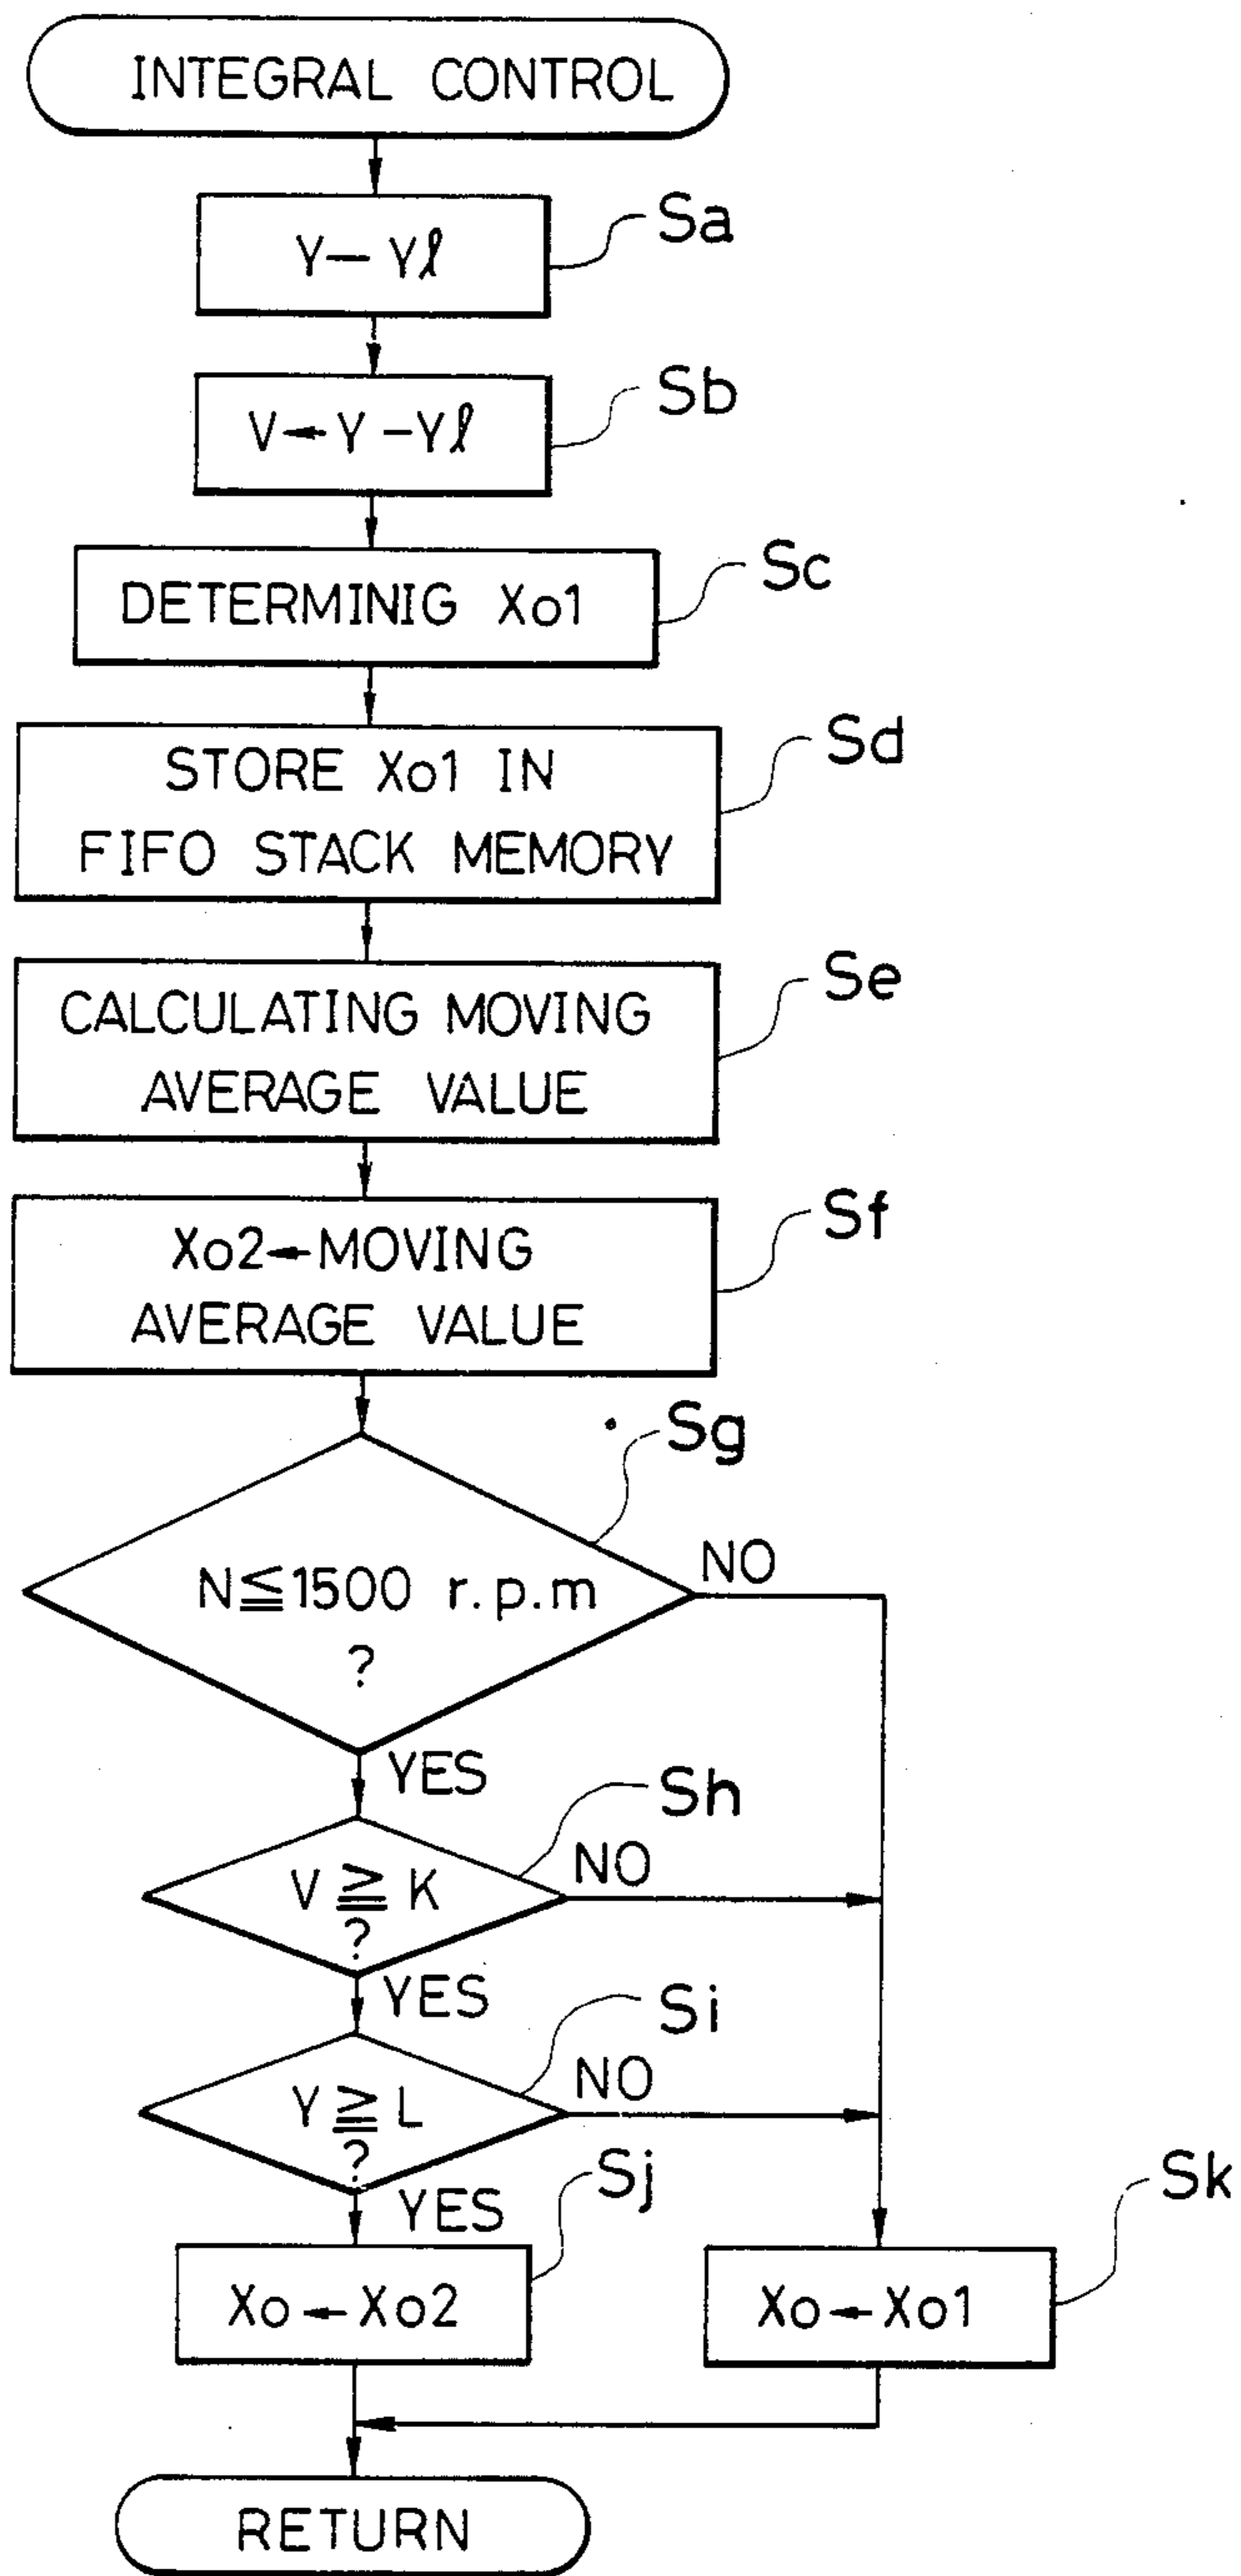 INTEGRAL CONTROL
Y — Yℓ
Sa
V ← Y - Yℓ
Sb
DETERMINIG Xo1
Sc
STORE Xo1 IN
FIFO STACK MEMORY
Sd
CALCULATING MOVING
AVERAGE VALUE
Se
Xo2 ← MOVING
AVERAGE VALUE
Sf
Sg
N ≦ 1500 r.p.m
?
NO
YES
Sh
V ≧ K
?
NO
YES
Si
Y ≧ L
?
NO
YES
Sj
Xo ← Xo2
Sk
Xo ← Xo1
RETURN